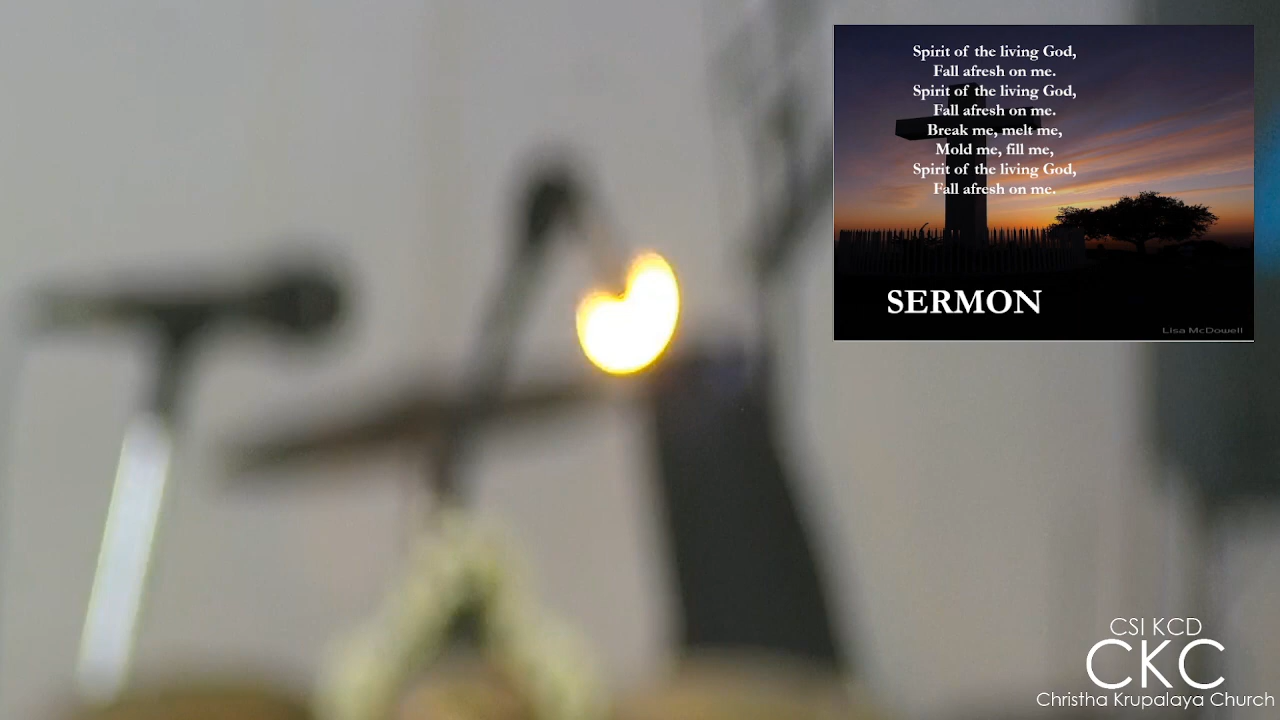 Spirit of the living God,
Fall afresh on me.
Spirit of the living God,
Fall afresh on me.
Break me, melt me,
Mold me, fill me,
Spirit of the living God,
Fall afresh on me.
SERMON
Lisa McDowell
CSI KCD
CKC
Christha Krupalaya Church